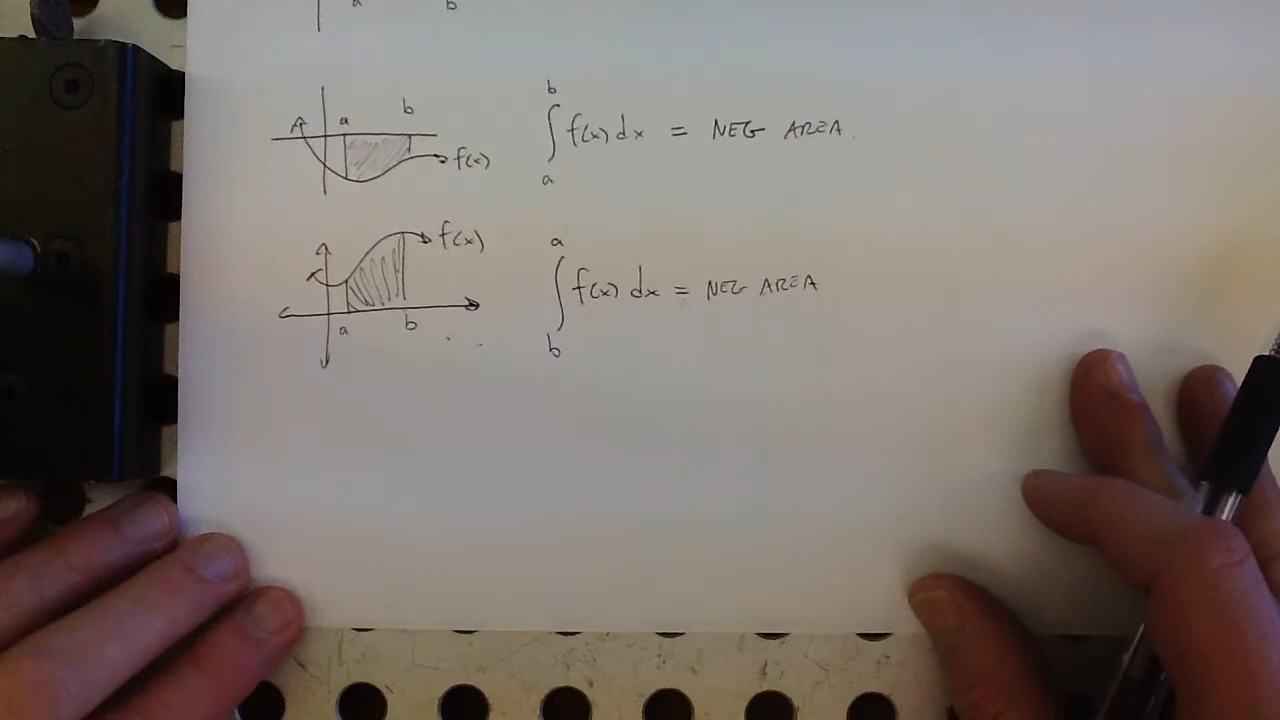 a b
a b
f(x)
b
∫ f(x) dx = NEG AREA.
a
f(x)
a b
a
∫ f(x) dx = NEG AREA
b